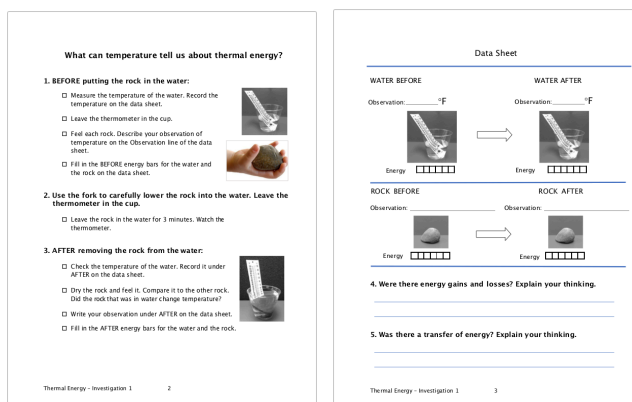 What can temperature tell us about thermal energy?
1. BEFORE putting the rock in the water:
☐ Measure the temperature of the water. Record the
temperature on the data sheet.
☐ Leave the thermometer in the cup.
☐ Feel each rock. Describe your observation of
temperature on the Observation line of the data
sheet.
☐ Fill in the BEFORE energy bars for the water and
the rock on the data sheet.
2. Use the fork to carefully lower the rock into the water. Leave the
thermometer in the cup.
☐ Leave the rock in the water for 3 minutes. Watch the
thermometer.
3. AFTER removing the rock from the water:
☐ Check the temperature of the water. Record it under
AFTER on the data sheet.
☐ Dry the rock and feel it. Compare it to the other rock.
Did the rock that was in water change temperature?
☐ Write your observation under AFTER on the data sheet.
☐ Fill in the AFTER energy bars for the water and the rock.
Thermal Energy – Investigation 1 2
Data Sheet
WATER BEFORE WATER AFTER
Observation:________°F Observation:________°F
Energy Energy
ROCK BEFORE ROCK AFTER
Observation: ____________________ Observation: ____________________
Energy Energy
4. Were there energy gains and losses? Explain your thinking.
5. Was there a transfer of energy? Explain your thinking.
Thermal Energy – Investigation 1 3